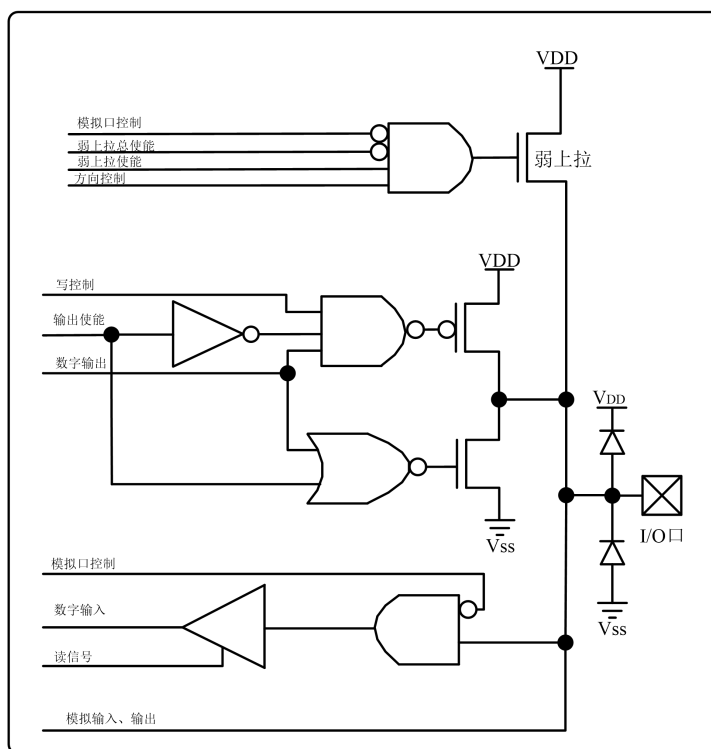 VDD
模拟口控制
弱上拉总使能
弱上拉使能
方向控制
弱上拉
写控制
VDD
输出使能
数字输出
VDD
I/O口
Vss
模拟口控制
Vss
数字输入
读信号
模拟输入、输出